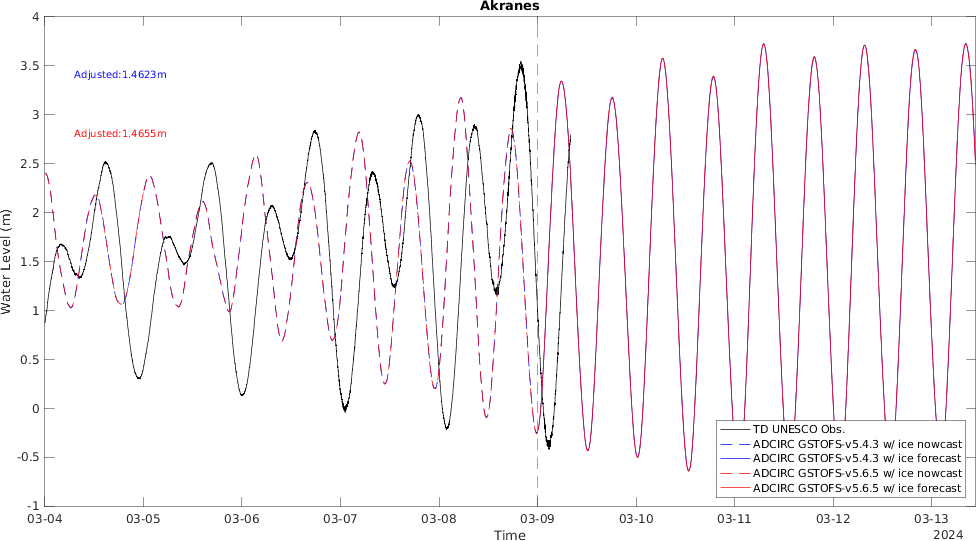 Akranes
4
3.5
3
2.5
2
1.5
1
0.5
0
-0.5
-1
Water Level (m)
Adjusted:1.4623m
Adjusted:1.4655m
TD UNESCO Obs.
ADCIRC GSTOFS-v5.4.3 w/ ice nowcast
ADCIRC GSTOFS-v5.4.3 w/ ice forecast
ADCIRC GSTOFS-v5.6.5 w/ ice nowcast
ADCIRC GSTOFS-v5.6.5 w/ ice forecast
03-04 03-05 03-06 03-07 03-08 03-09 03-10 03-11 03-12 03-13
Time
2024